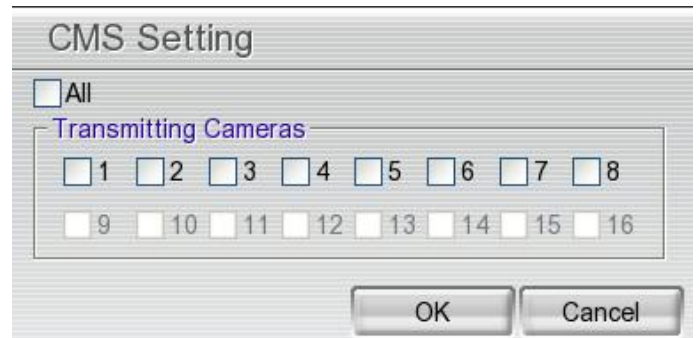 CMS Setting
All
Transmitting Cameras
1 2 3 4 5 6 7 8
9 10 11 12 13 14 15 16
OK Cancel